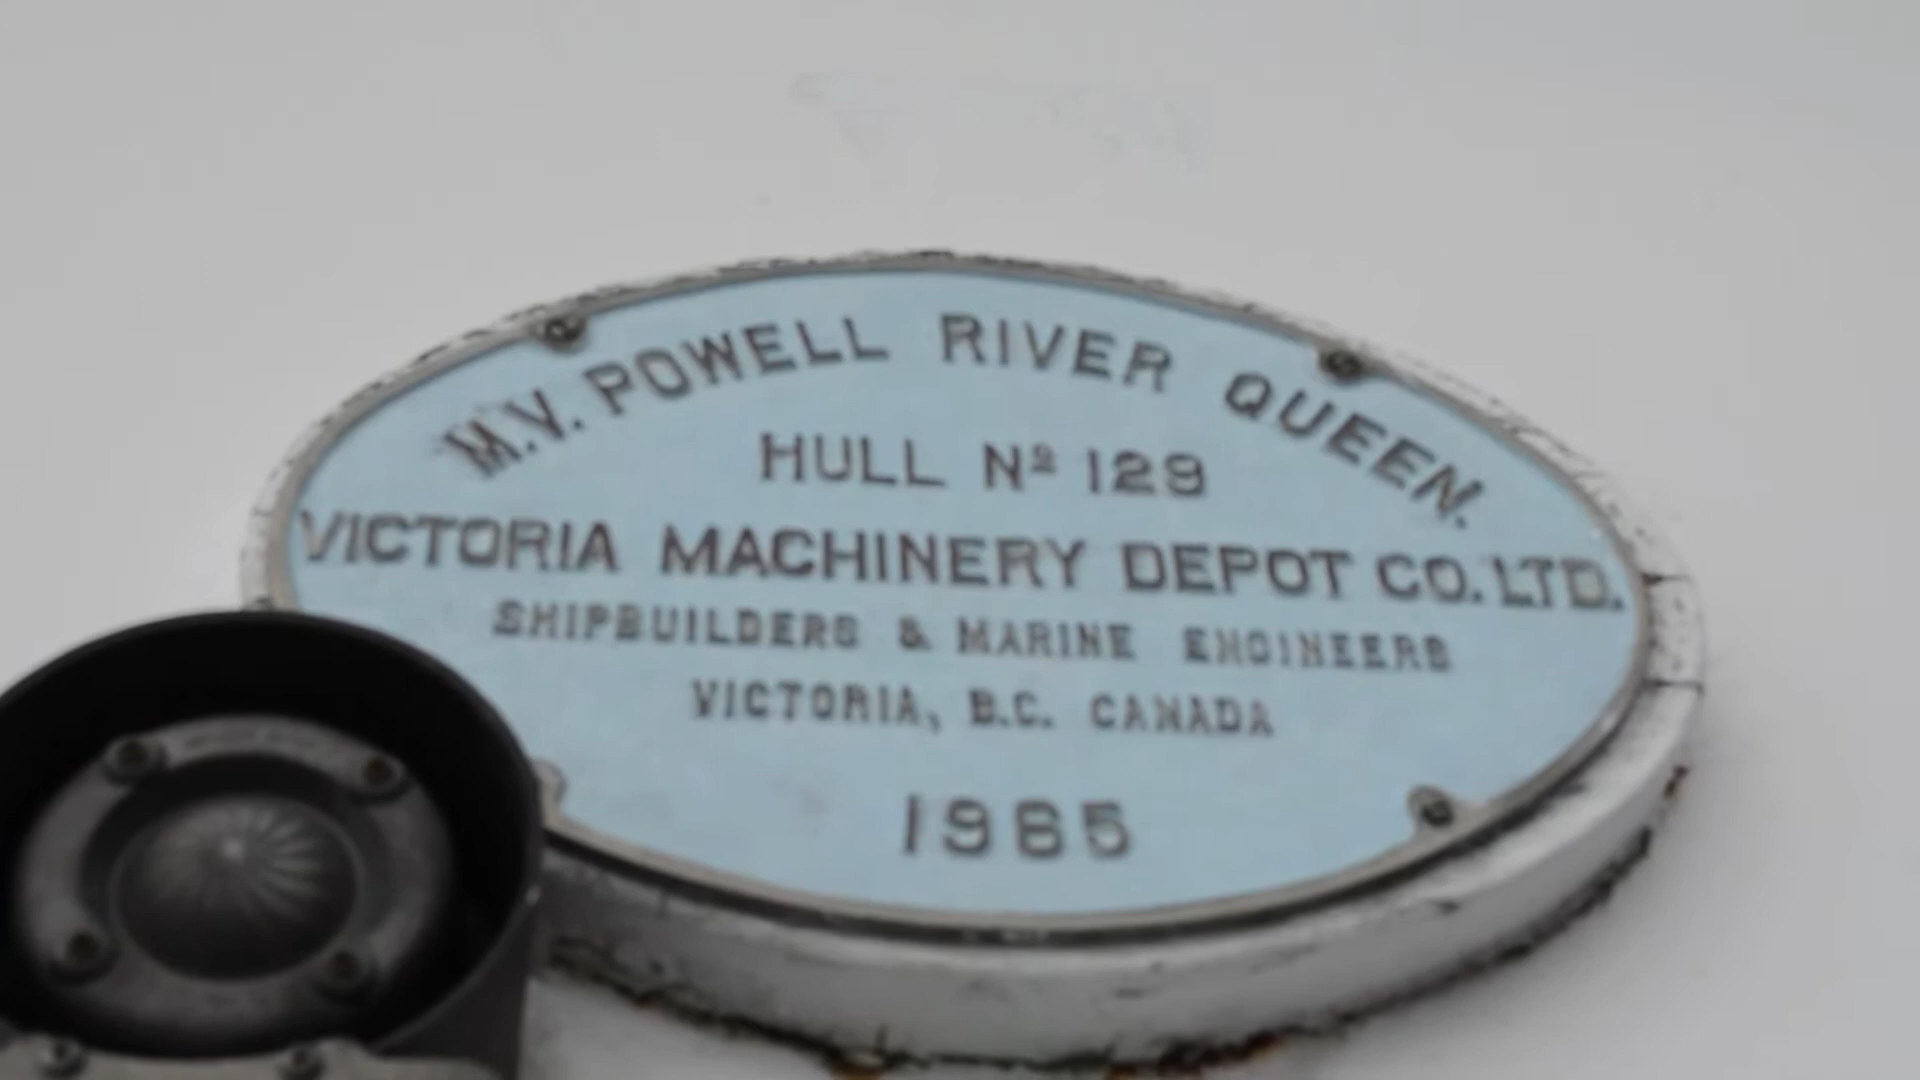 M.V. POWELL RIVER QUEEN.
HULL Nº 129
VICTORIA MACHINERY DEPOT CO. LTD.
SHIPBUILDERS & MARINE ENGINEERS
VICTORIA, B.C. CANADA
1965